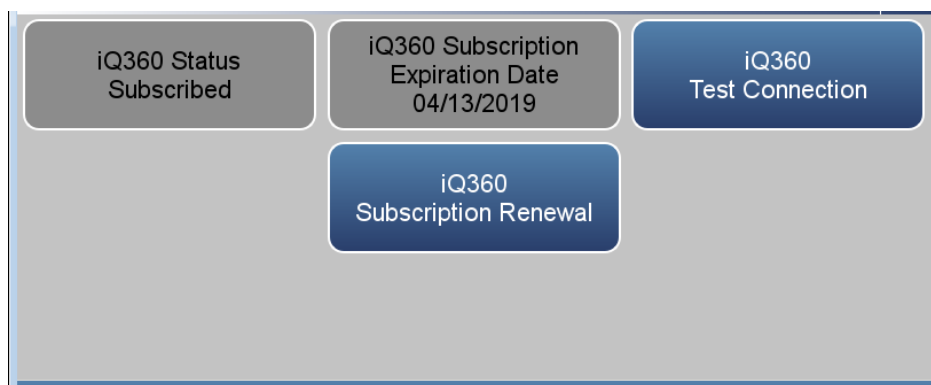 iQ360 Status
Subscribed
iQ360 Subscription
Expiration Date
04/13/2019
iQ360
Test Connection
iQ360
Subscription Renewal